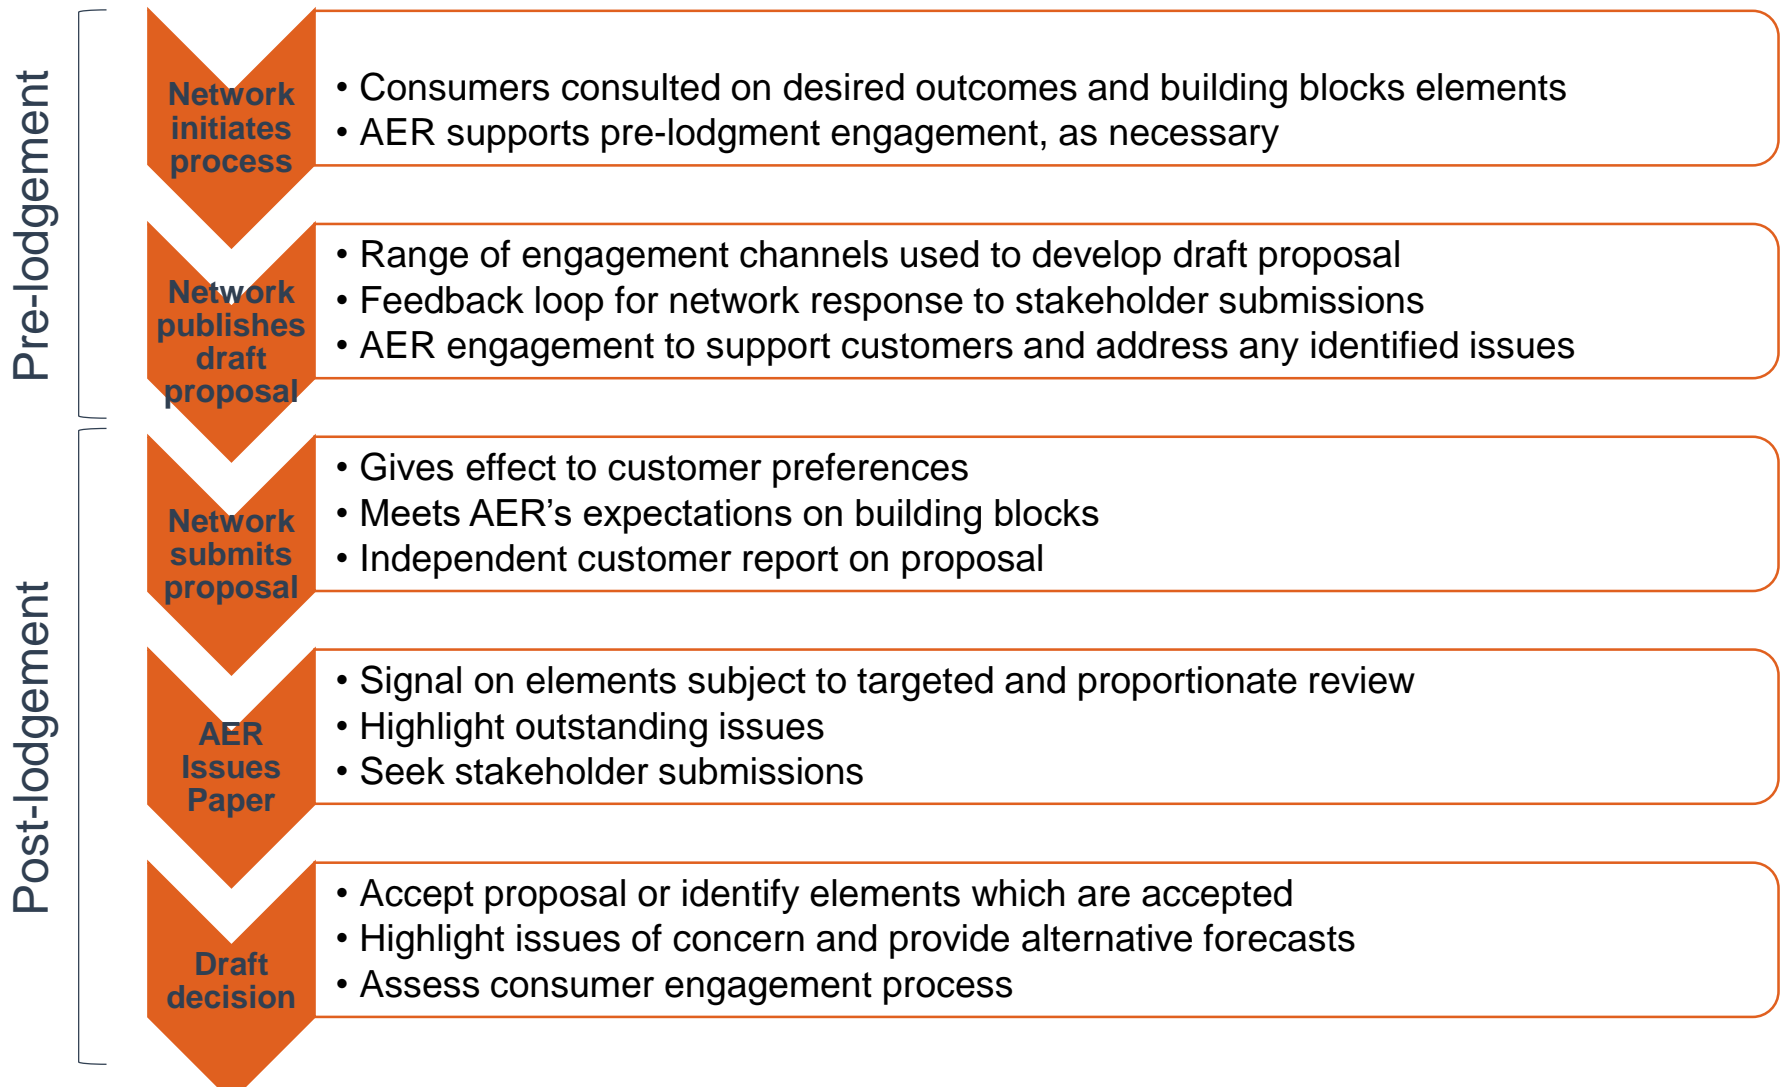 Pre-lodgement
Network
initiates
process
• Consumers consulted on desired outcomes and building blocks elements
• AER supports pre-lodgment engagement, as necessary
Network
publishes
draft
proposal
• Range of engagement channels used to develop draft proposal
• Feedback loop for network response to stakeholder submissions
• AER engagement to support customers and address any identified issues
Post-lodgement
Network
submits
proposal
• Gives effect to customer preferences
• Meets AER’s expectations on building blocks
• Independent customer report on proposal
AER
Issues
Paper
• Signal on elements subject to targeted and proportionate review
• Highlight outstanding issues
• Seek stakeholder submissions
Draft
decision
• Accept proposal or identify elements which are accepted
• Highlight issues of concern and provide alternative forecasts
• Assess consumer engagement process